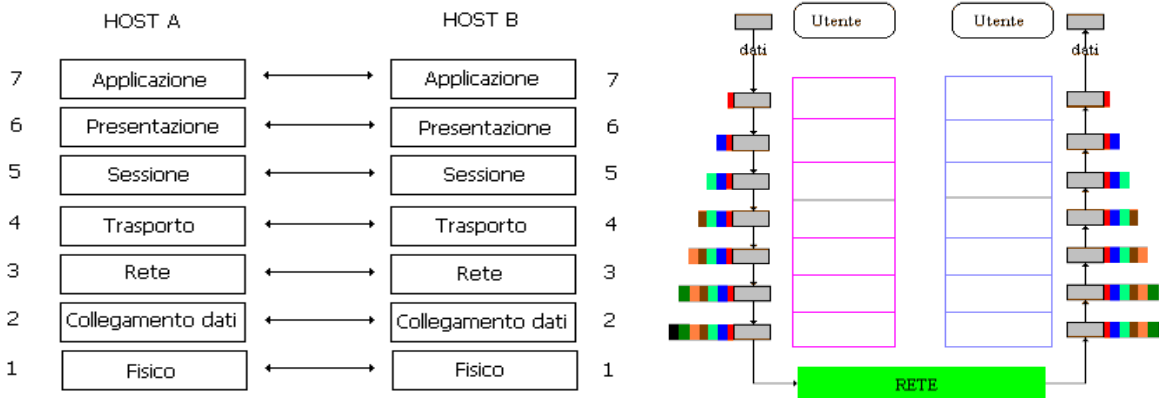 HOST A HOST B
7 Applicazione Applicazione 7
6 Presentazione Presentazione 6
5 Sessione Sessione 5
4 Trasporto Trasporto 4
3 Rete Rete 3
2 Collegamento dati Collegamento dati 2
1 Fisico Fisico 1
Utente Utente
dati dati
RETE